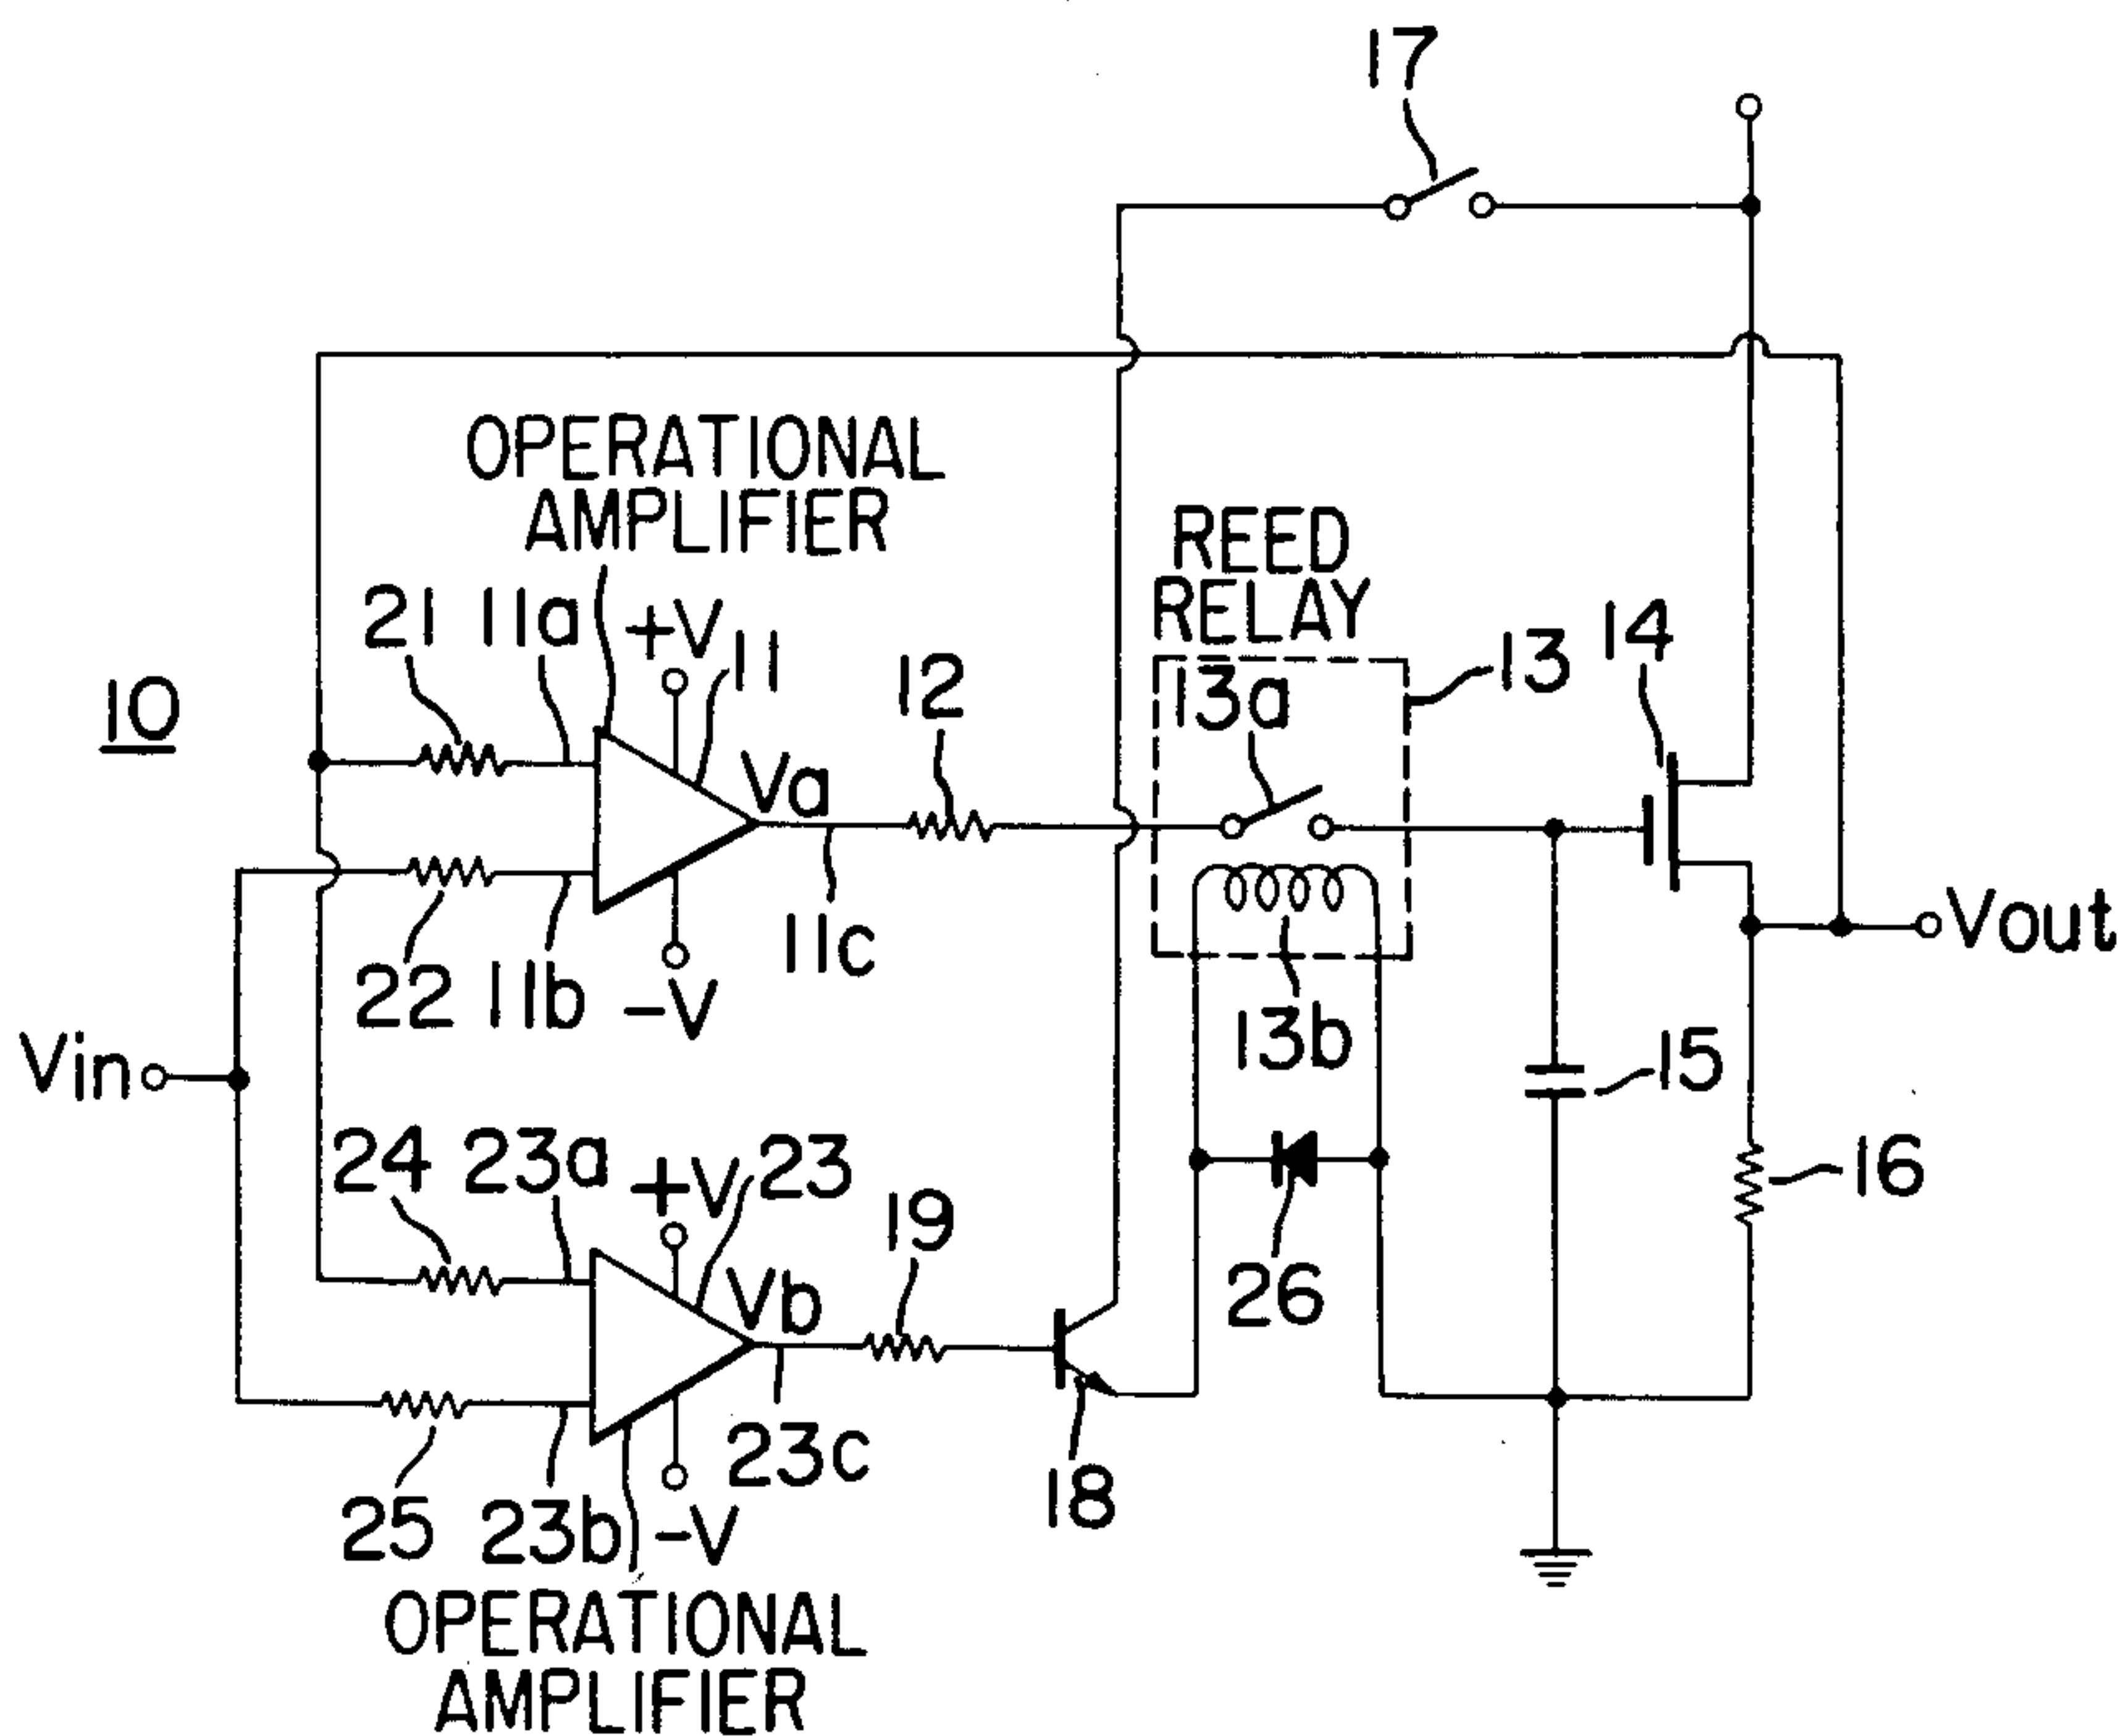 17
OPERATIONAL
AMPLIFIER
REED
RELAY
21
11a
+V
11
12
13a
13
14
10
Va
22
11b
-V
11c
13b
Vout
Vin
15
24
23a
+V
23
19
16
Vb
26
25
23b
-V
23c
18
OPERATIONAL
AMPLIFIER